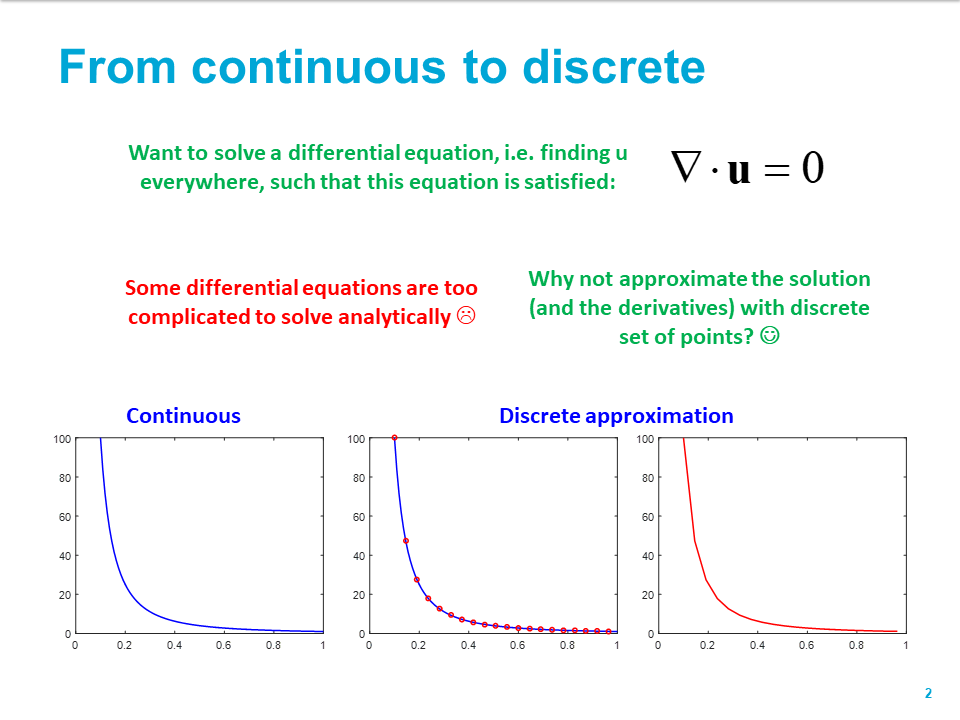 From continuous to discrete
Want to solve a differential equation, i.e. finding u
everywhere, such that this equation is satisfied:
∇ · u = 0
Some differential equations are too
complicated to solve analytically ☹
Why not approximate the solution
(and the derivatives) with discrete
set of points? ☺
Continuous
Discrete approximation
100
80
60
40
20
0
0 0.2 0.4 0.6 0.8 1
100
80
60
40
20
0
0 0.2 0.4 0.6 0.8 1
100
80
60
40
20
0
0 0.2 0.4 0.6 0.8 1
2